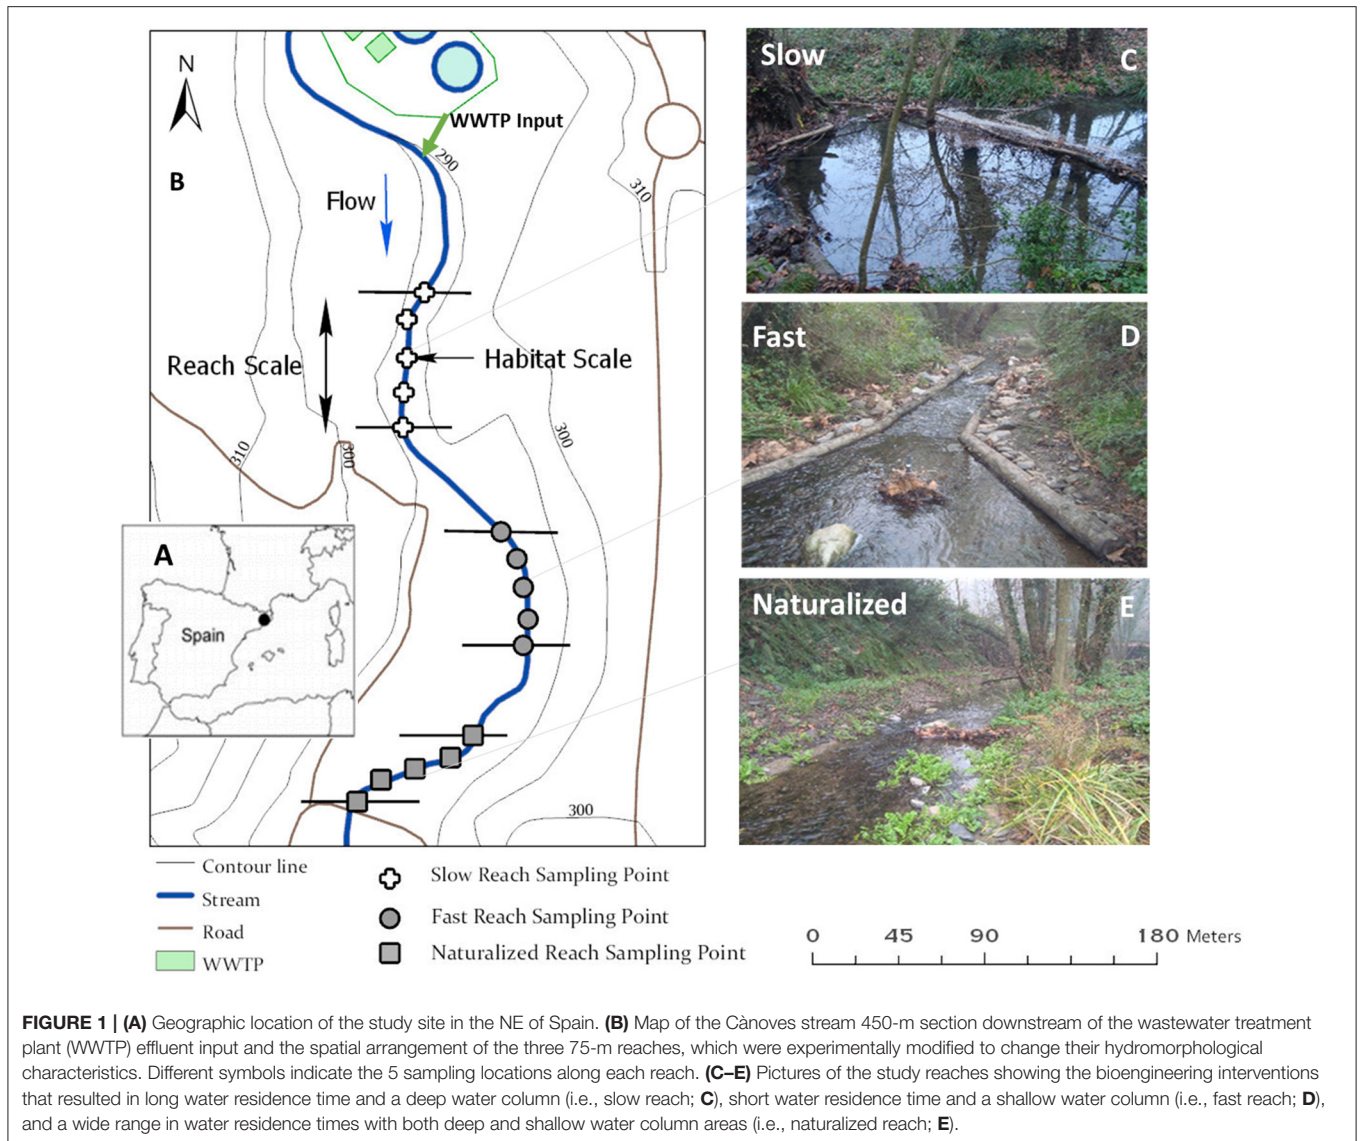 N
WWTP Input
290
B
Flow
310
Reach Scale
Habitat Scale
310
300
300
A
Spain
300
Slow
C
Fast
D
Naturalized
E
Contour line
Stream
Road
WWTP
Slow Reach Sampling Point
Fast Reach Sampling Point
Naturalized Reach Sampling Point
0 45 90 180 Meters
FIGURE 1 | (A) Geographic location of the study site in the NE of Spain. (B) Map of the Cànoves stream 450-m section downstream of the wastewater treatment
plant (WWTP) effluent input and the spatial arrangement of the three 75-m reaches, which were experimentally modified to change their hydromorphological
characteristics. Different symbols indicate the 5 sampling locations along each reach. (C–E) Pictures of the study reaches showing the bioengineering interventions
that resulted in long water residence time and a deep water column (i.e., slow reach; C), short water residence time and a shallow water column (i.e., fast reach; D),
and a wide range in water residence times with both deep and shallow water column areas (i.e., naturalized reach; E).